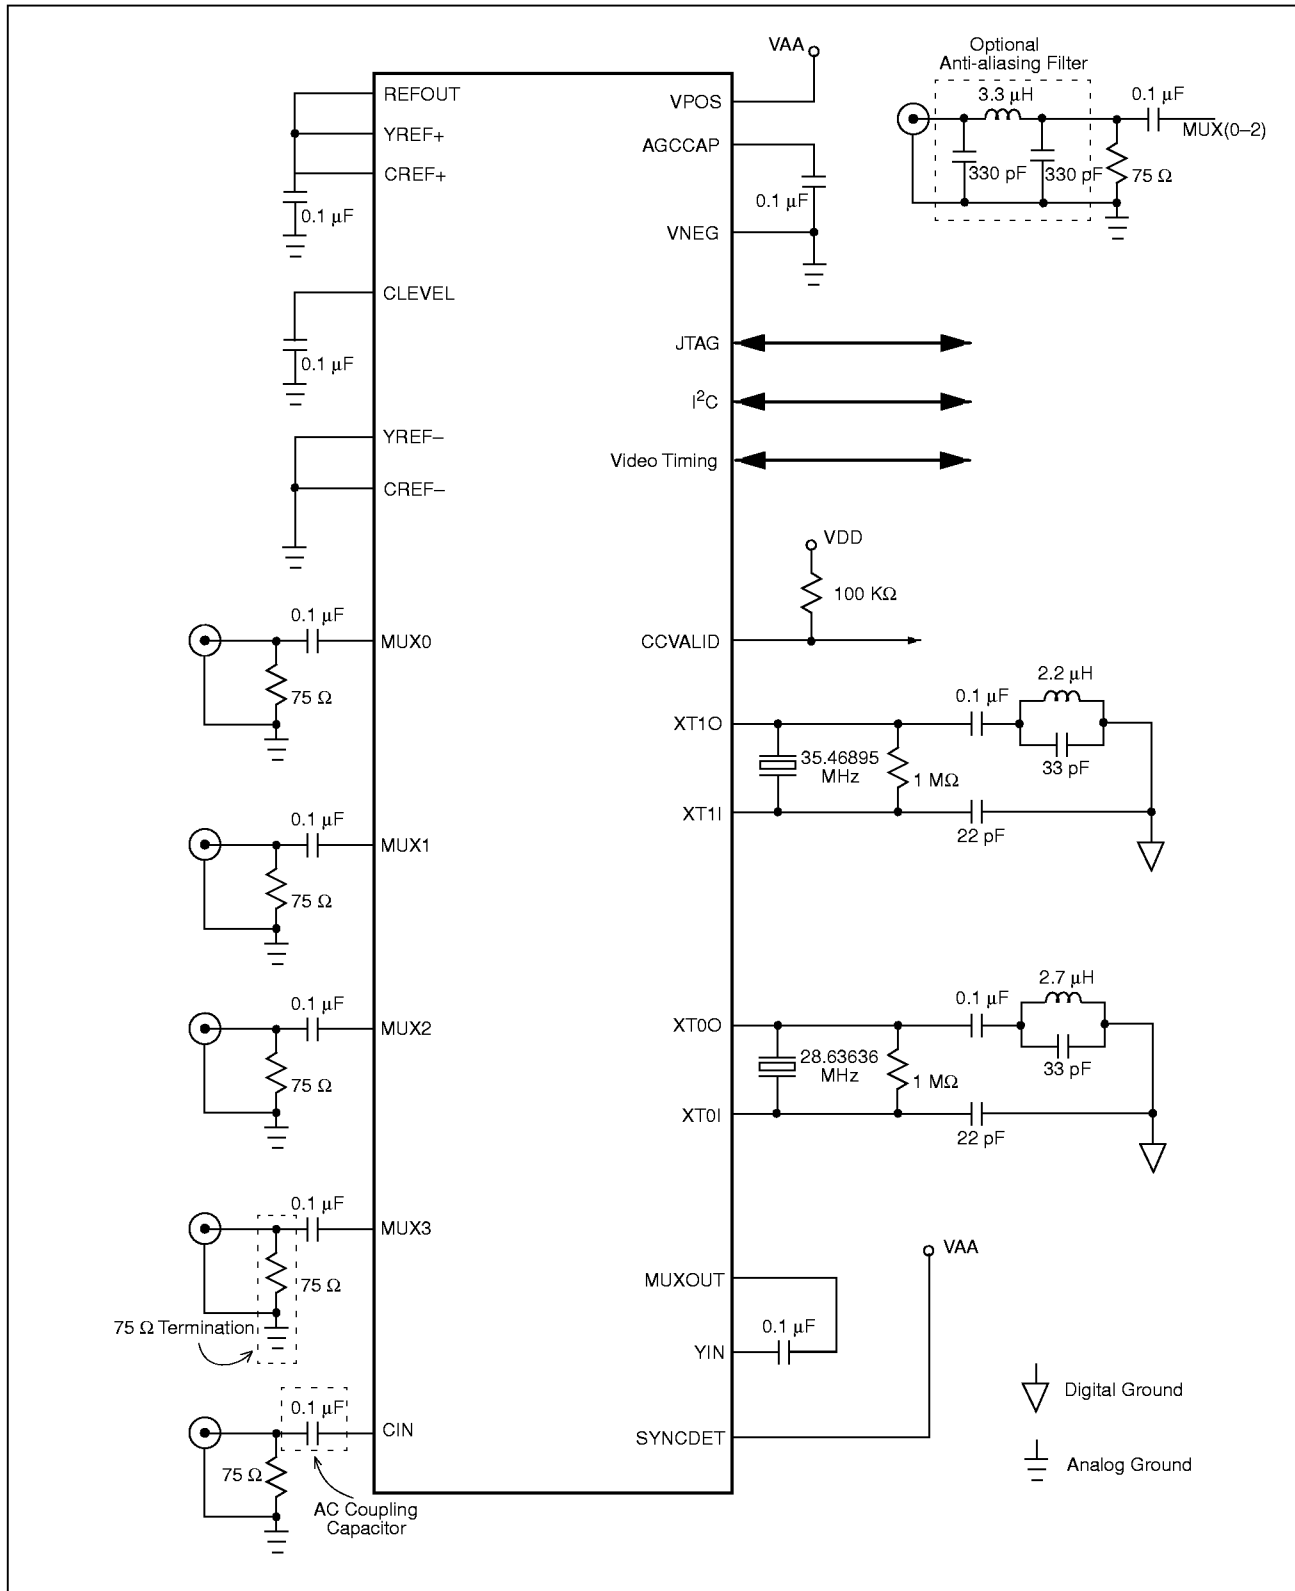 REFOUT
YREF+
CREF+
0.1 µF
CLEVEL
0.1 µF
YREF–
CREF–
0.1 µF
MUX0
75 Ω
0.1 µF
MUX1
75 Ω
0.1 µF
MUX2
75 Ω
0.1 µF
MUX3
75 Ω
75 Ω Termination
0.1 µF
CIN
75 Ω
AC Coupling
Capacitor
VAA
VPOS
AGCCAP
0.1 µF
VNEG
JTAG
I²C
Video Timing
VDD
100 KΩ
CCVALID
2.2 µH
0.1 µF
XT1O
35.46895
MHz
33 pF
1 MΩ
XT1I
22 pF
2.7 µH
0.1 µF
XT0O
28.63636
MHz
33 pF
1 MΩ
XT0I
22 pF
VAA
MUXOUT
0.1 µF
YIN
SYNCDET
Optional
Anti-aliasing Filter
3.3 µH
0.1 µF
MUX(0–2)
330 pF
330 pF
75 Ω
Digital Ground
Analog Ground